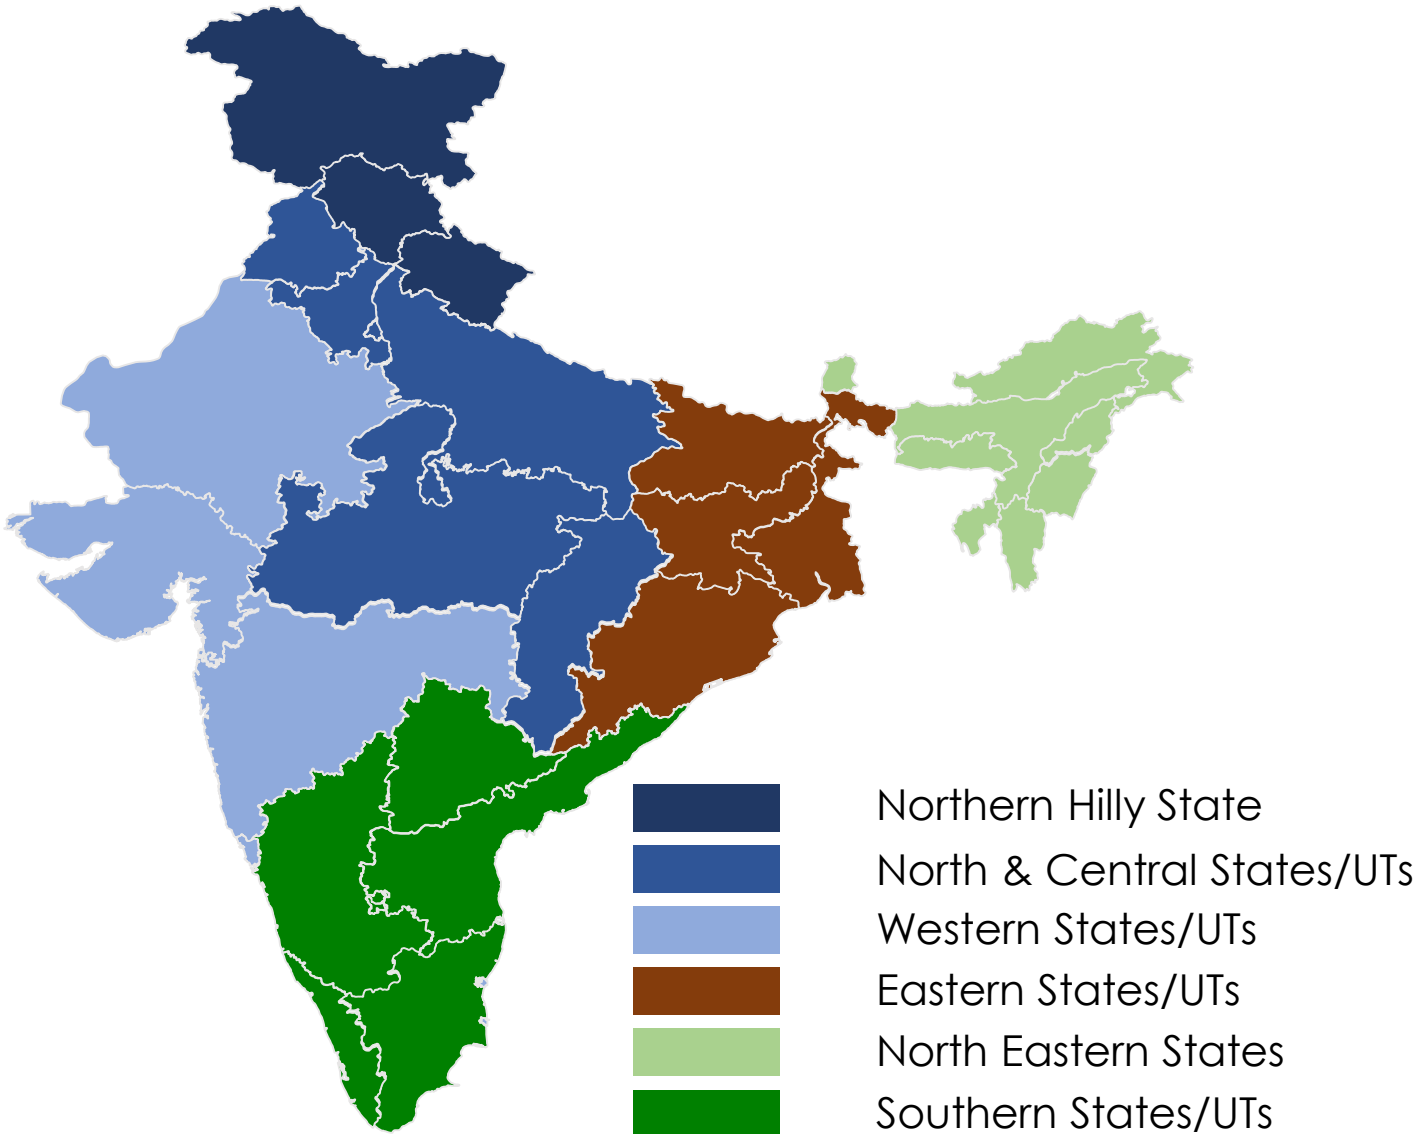 Northern Hilly State
North & Central States/UTs
Western States/UTs
Eastern States/UTs
North Eastern States
Southern States/UTs